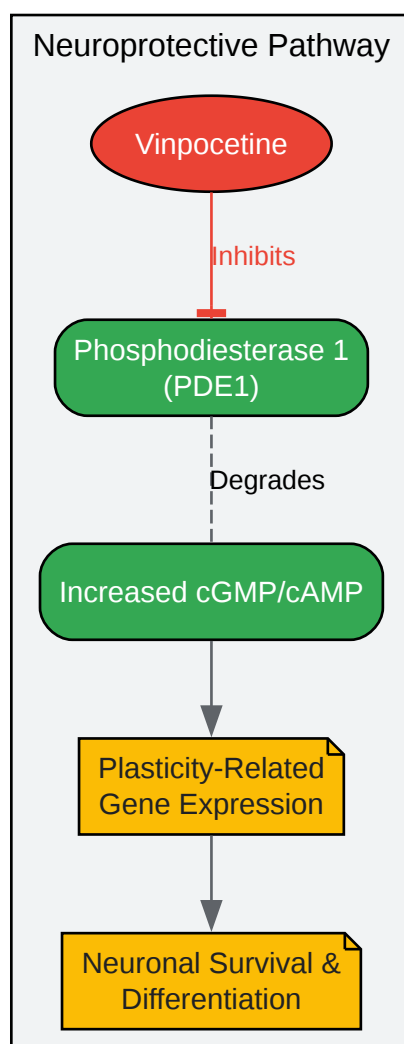 Neuroprotective Pathway
Vinpocetine
Inhibits
Phosphodiesterase 1
(PDE1)
Degrades
Increased cGMP/cAMP
Plasticity-Related
Gene Expression
Neuronal Survival &
Differentiation